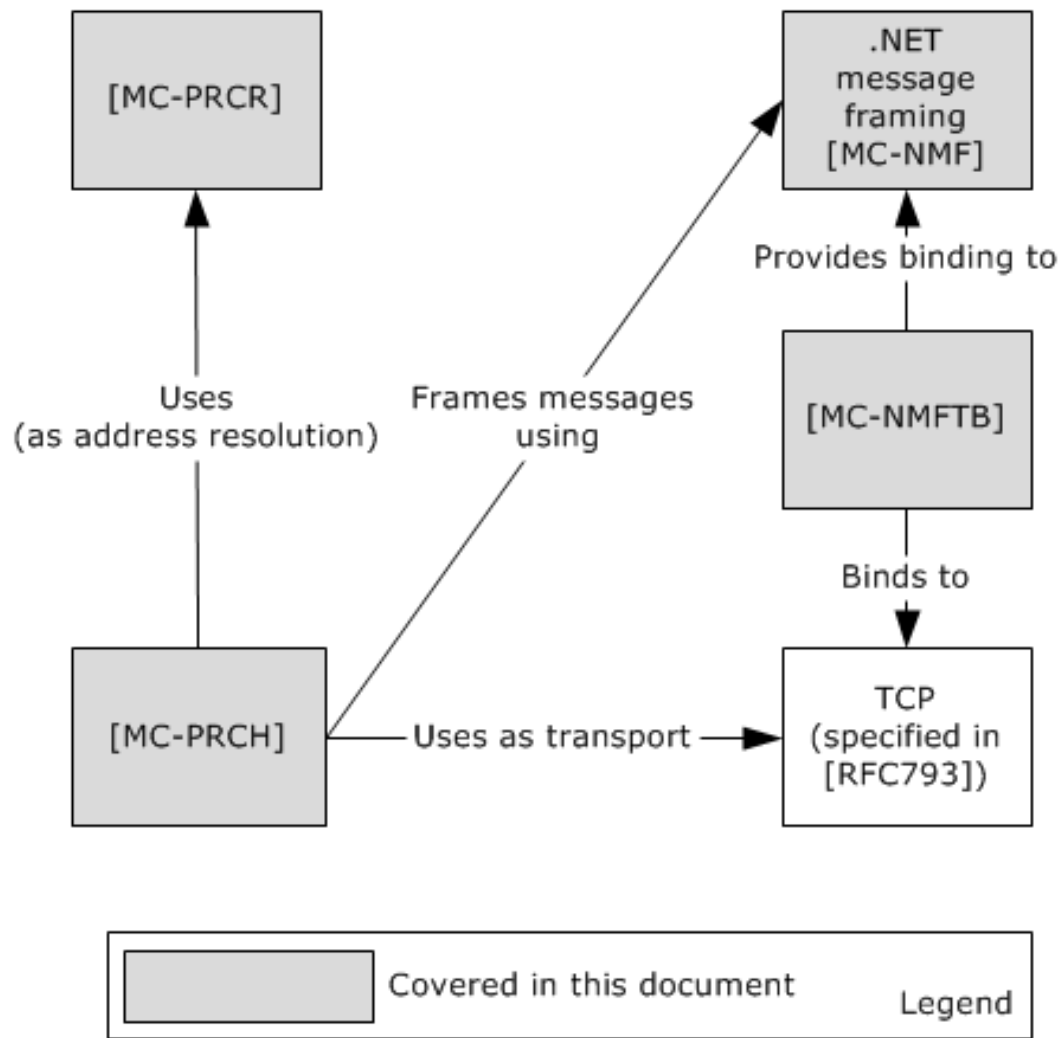 [MC-PRCR]
.NET
message
framing
[MC-NMF]
Provides binding to
Uses
(as address resolution)
Frames messages
using
[MC-NMFTB]
Binds to
[MC-PRCH]
Uses as transport
TCP
(specified in
[RFC793])
Covered in this document
Legend